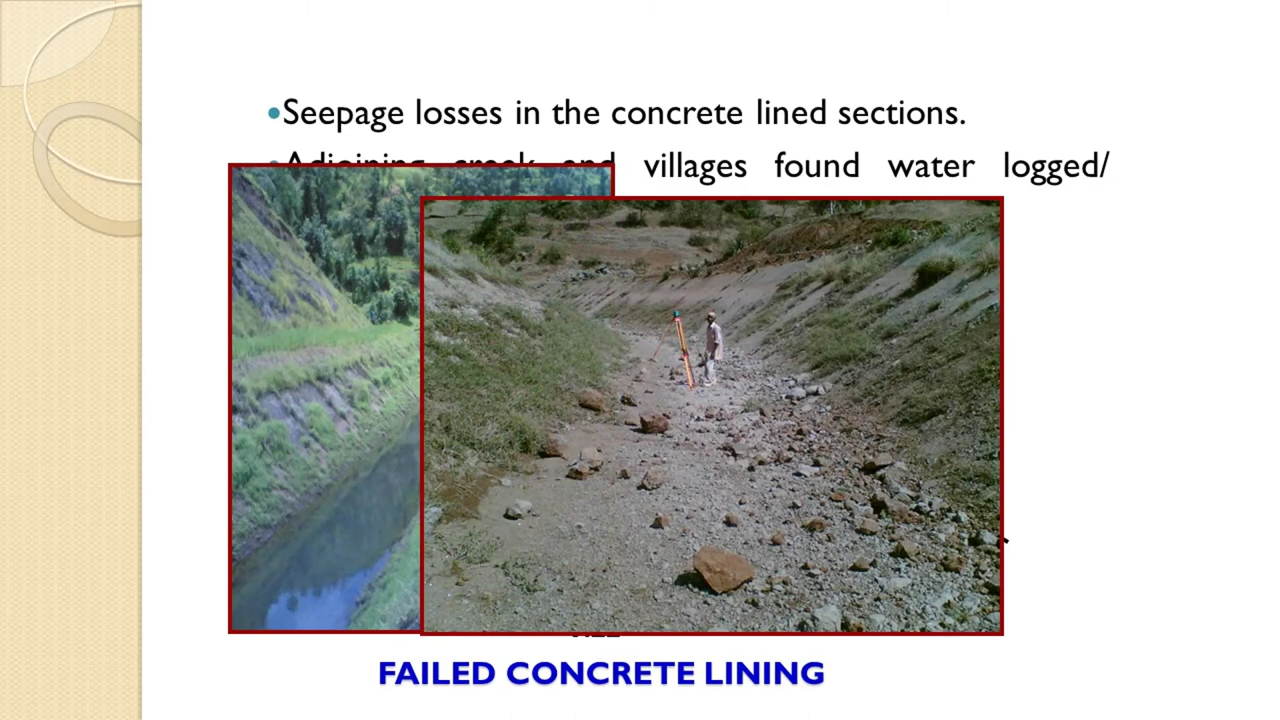 •Seepage losses in the concrete lined sections.
•Adjoining creek and villages found water logged/
FAILED CONCRETE LINING